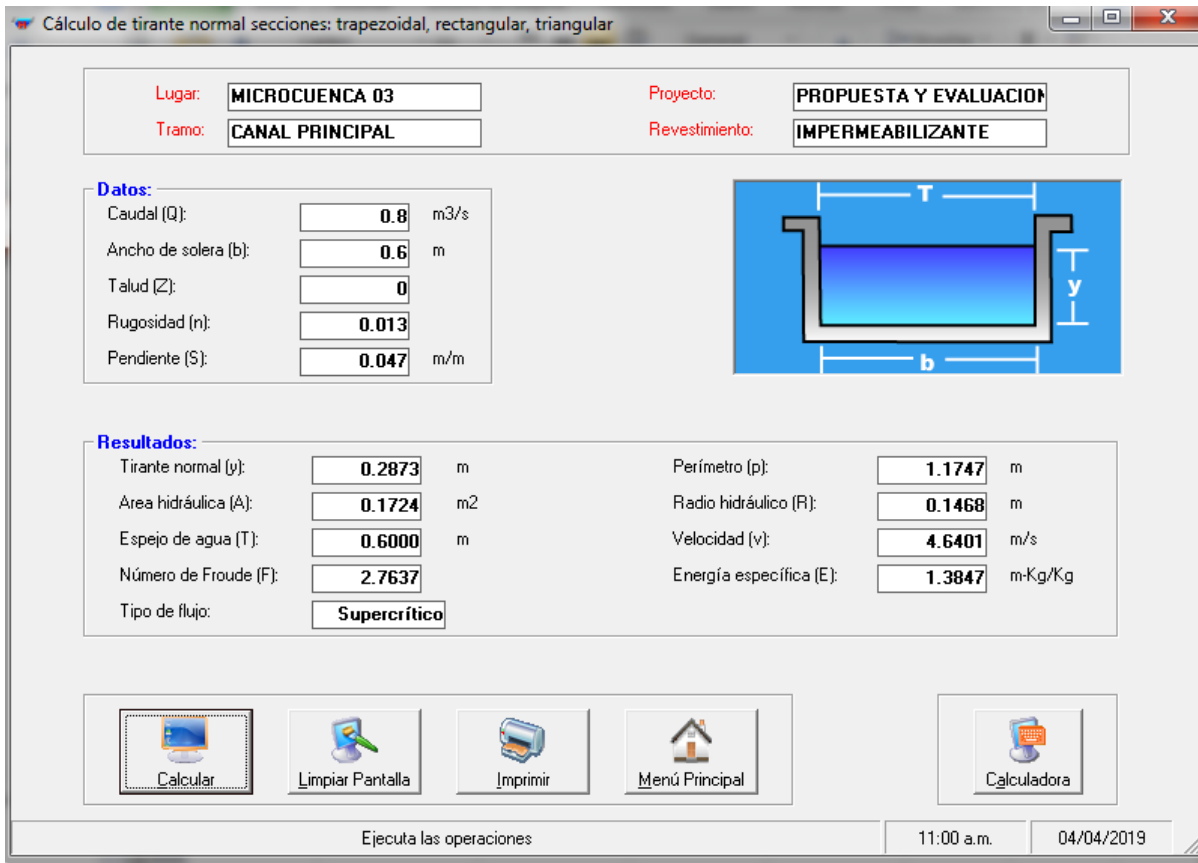 Cálculo de tirante normal secciones: trapezoidal, rectangular, triangular
Lugar: MICROCUENCA 03 Proyecto: PROPUESTA Y EVALUACION
Tramo: CANAL PRINCIPAL Revestimiento: IMPERMEABILIZANTE
Datos:
Caudal (Q): 0.8 m3/s
Ancho de solera (b): 0.6 m
Talud (Z): 0
Rugosidad (n): 0.013
Pendiente (S): 0.047 m/m
T
y
b
Resultados:
Tirante normal (y): 0.2873 m Perímetro (p): 1.1747 m
Area hidráulica (A): 0.1724 m2 Radio hidráulico (R): 0.1468 m
Espejo de agua (T): 0.6000 m Velocidad (v): 4.6401 m/s
Número de Froude (F): 2.7637 Energía específica (E): 1.3847 m-Kg/Kg
Tipo de flujo: Supercrítico
Calcular Limpiar Pantalla Imprimir Menú Principal Calculadora
Ejecuta las operaciones 11:00 a.m. 04/04/2019